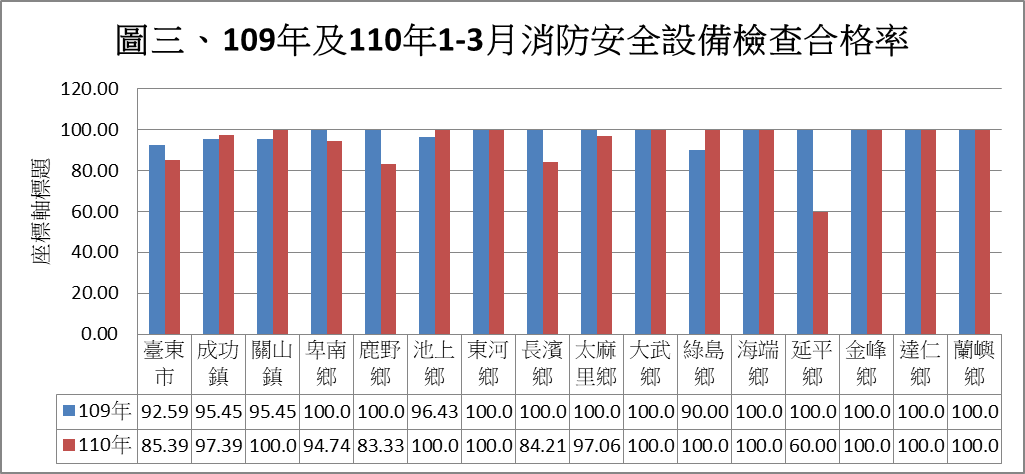 圖三、109年及110年1-3月消防安全設備檢查合格率
120.00
100.00
80.00
60.00
40.00
20.00
0.00
座標軸標題
臺東市 成功鎮 關山鎮 卑南鄉 鹿野鄉 池上鄉 東河鄉 長濱鄉 太麻里鄉 大武鄉 綠島鄉 海端鄉 延平鄉 金峰鄉 達仁鄉 蘭嶼鄉
109年 92.59 95.45 95.45 100.0 100.0 96.43 100.0 100.0 100.0 100.0 90.00 100.0 100.0 100.0 100.0 100.0
110年 85.39 97.39 100.0 94.74 83.33 100.0 100.0 84.21 97.06 100.0 100.0 100.0 60.00 100.0 100.0 100.0